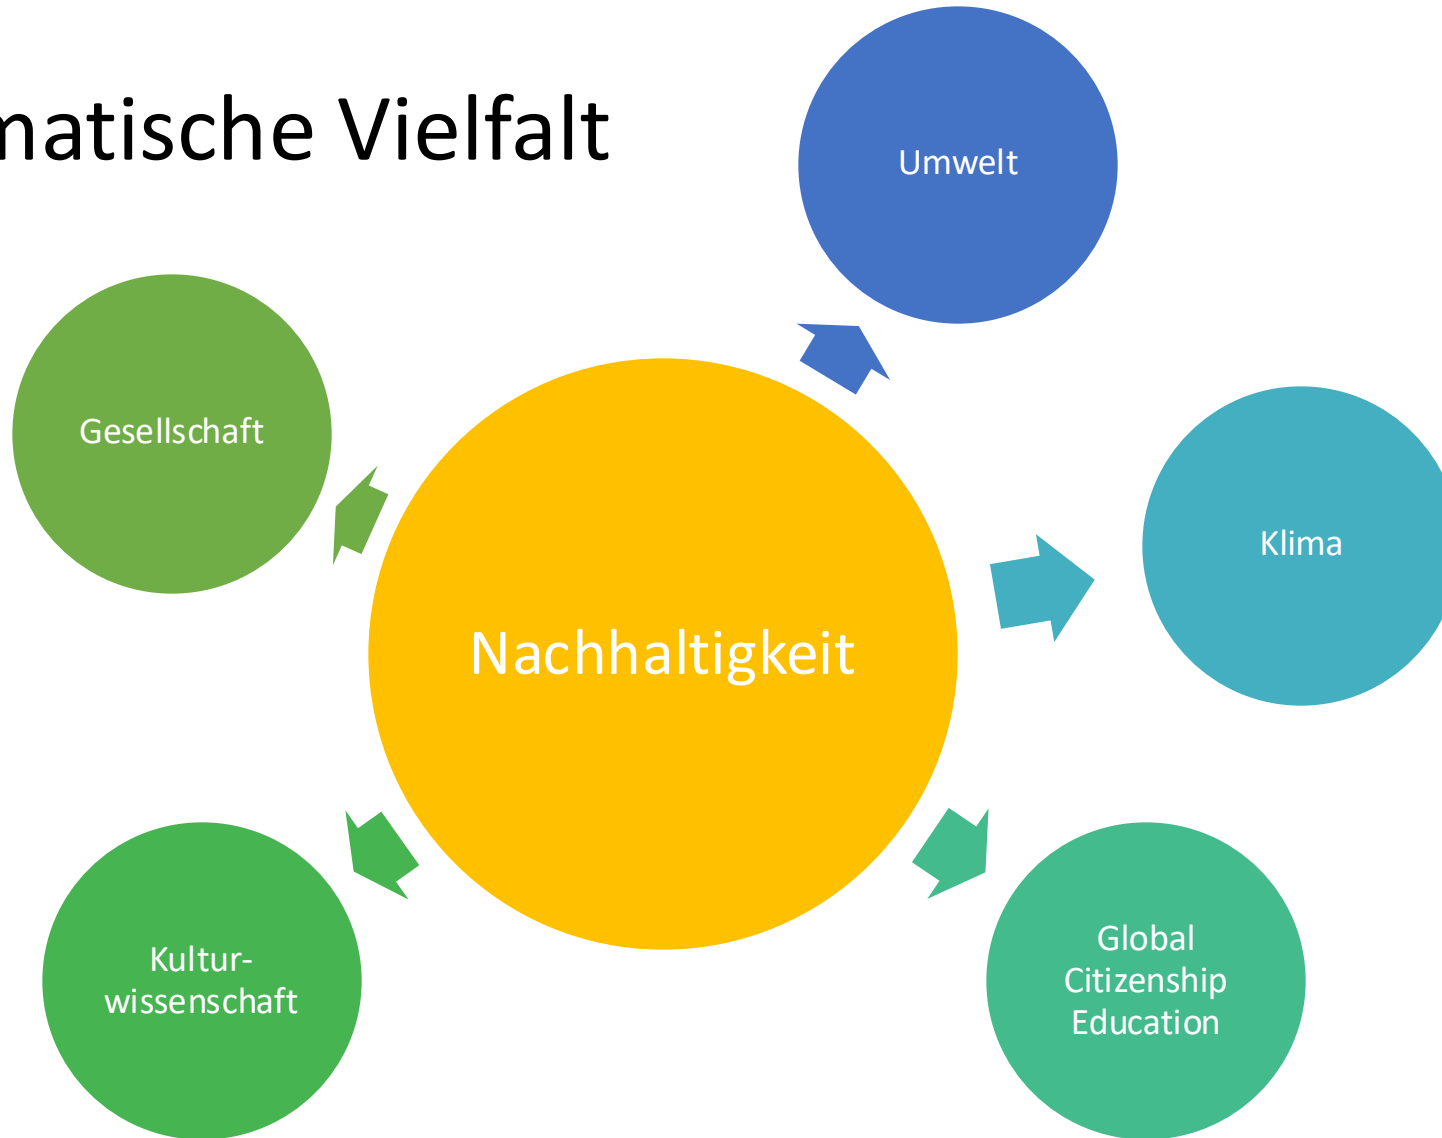 matische Vielfalt
Umwelt
Gesellschaft
Klima
Nachhaltigkeit
Kultur-
wissenschaft
Global
Citizenship
Education